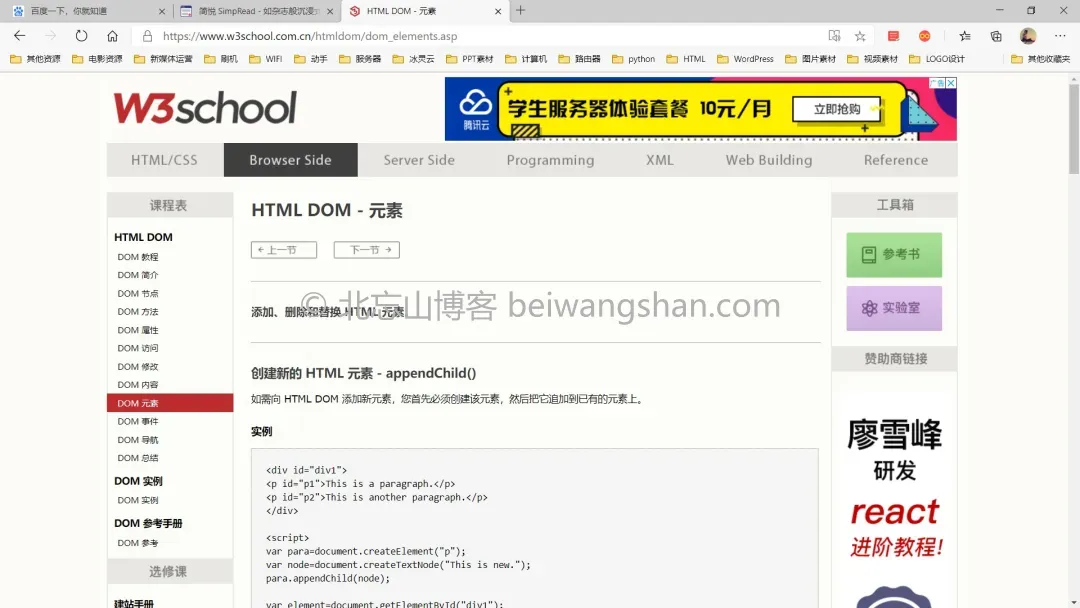 百度一下，你就知道
简悦 SimpRead - 如杂志般沉浸式
HTML DOM - 元素
https://www.w3school.com.cn/htmldom/dom_elements.asp
其他资源 电影资源 新媒体运营 刷机 WIFI 动手 服务器 冰灵云 PPT素材 计算机 路由器 python HTML WordPress 图片素材 视频素材 LOGO设计 其他收藏夹
W3school
腾讯云
学生服务器体验套餐 10元/月
立即抢购
广告
HTML/CSS Browser Side Server Side Programming XML Web Building Reference
课程表
HTML DOM
DOM 教程
DOM 简介
DOM 节点
DOM 方法
DOM 属性
DOM 访问
DOM 修改
DOM 内容
DOM 元素
DOM 事件
DOM 导航
DOM 总结
DOM 实例
DOM 实例
DOM 参考手册
DOM 参考
选修课
建站手册
HTML DOM - 元素
上一节
下一节
添加、删除和替换 HTML 元素
© 北忘山博客 beiwangshan.com
创建新的 HTML 元素 - appendChild()
如需向 HTML DOM 添加新元素，您首先必须创建该元素，然后把它追加到已有的元素上。
实例
<div id="div1">
<p id="p1">This is a paragraph.</p>
<p id="p2">This is another paragraph.</p>
</div>
<script>
var para=document.createElement("p");
var node=document.createTextNode("This is new.");
para.appendChild(node);
var element=document.getElementById("div1");
工具箱
参考书
实验室
赞助商链接
廖雪峰
研发
react
进阶教程!